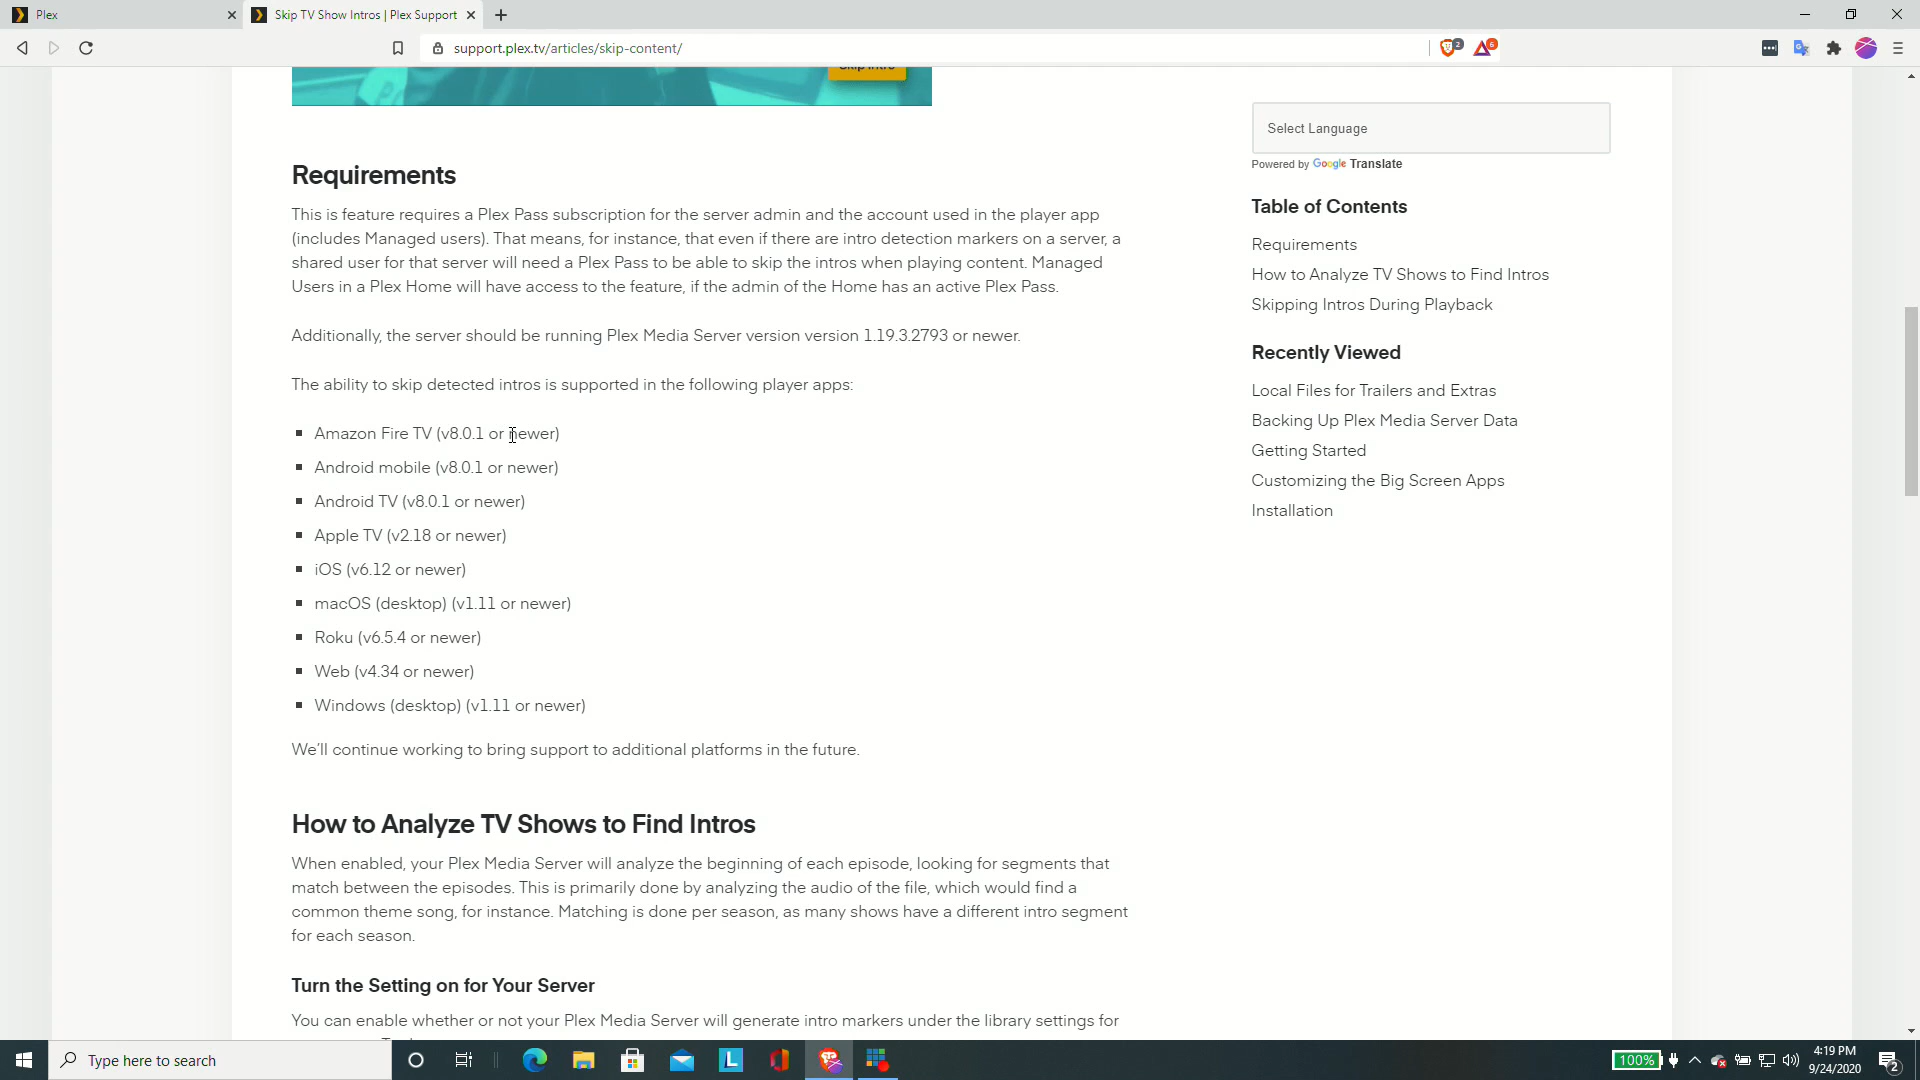 Plex
Skip TV Show Intros | Plex Support
support.plex.tv/articles/skip-content/
2
6
Skip Intro
Requirements
This is feature requires a Plex Pass subscription for the server admin and the account used in the player app
(includes Managed users). That means, for instance, that even if there are intro detection markers on a server, a
shared user for that server will need a Plex Pass to be able to skip the intros when playing content. Managed
Users in a Plex Home will have access to the feature, if the admin of the Home has an active Plex Pass.
Additionally, the server should be running Plex Media Server version version 1.19.3.2793 or newer.
The ability to skip detected intros is supported in the following player apps:
Amazon Fire TV (v8.0.1 or newer)
Android mobile (v8.0.1 or newer)
Android TV (v8.0.1 or newer)
Apple TV (v2.18 or newer)
iOS (v6.12 or newer)
macOS (desktop) (v1.11 or newer)
Roku (v6.5.4 or newer)
Web (v4.34 or newer)
Windows (desktop) (v1.11 or newer)
We'll continue working to bring support to additional platforms in the future.
How to Analyze TV Shows to Find Intros
When enabled, your Plex Media Server will analyze the beginning of each episode, looking for segments that
match between the episodes. This is primarily done by analyzing the audio of the file, which would find a
common theme song, for instance. Matching is done per season, as many shows have a different intro segment
for each season.
Turn the Setting on for Your Server
You can enable whether or not your Plex Media Server will generate intro markers under the library settings for
Select Language
Powered by Google Translate
Table of Contents
Requirements
How to Analyze TV Shows to Find Intros
Skipping Intros During Playback
Recently Viewed
Local Files for Trailers and Extras
Backing Up Plex Media Server Data
Getting Started
Customizing the Big Screen Apps
Installation
Type here to search
L
100%
4:19 PM
9/24/2020
2